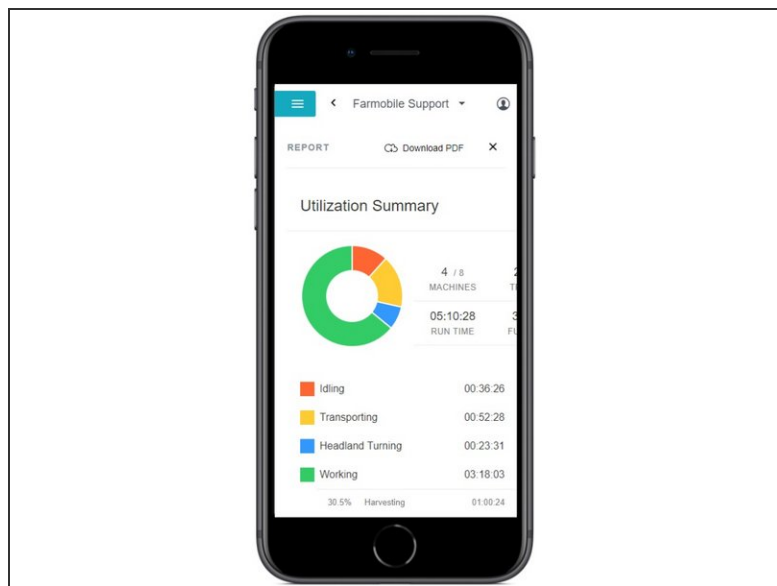 Farmobile Support
REPORT Download PDF
Utilization Summary
4 / 8
MACHINES
05:10:28
RUN TIME
Idling 00:36:26
Transporting 00:52:28
Headland Turning 00:23:31
Working 03:18:03
30.5% Harvesting 01:00:24